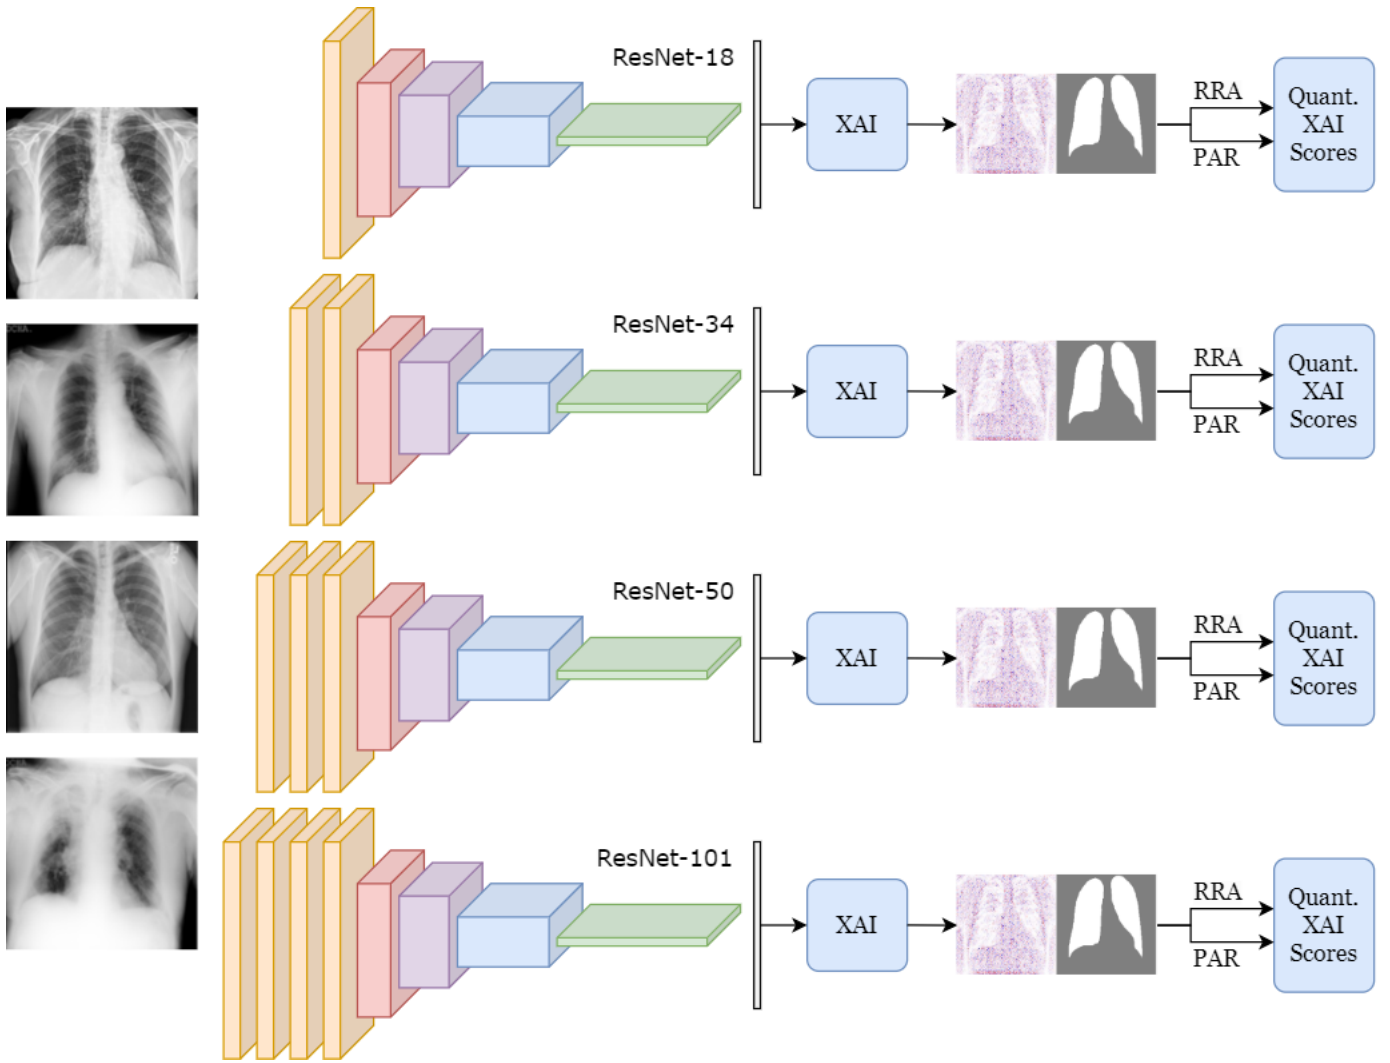 ResNet-18
XAI
RRA
PAR
Quant.
XAI
Scores
ResNet-34
XAI
RRA
PAR
Quant.
XAI
Scores
ResNet-50
XAI
RRA
PAR
Quant.
XAI
Scores
ResNet-101
XAI
RRA
PAR
Quant.
XAI
Scores